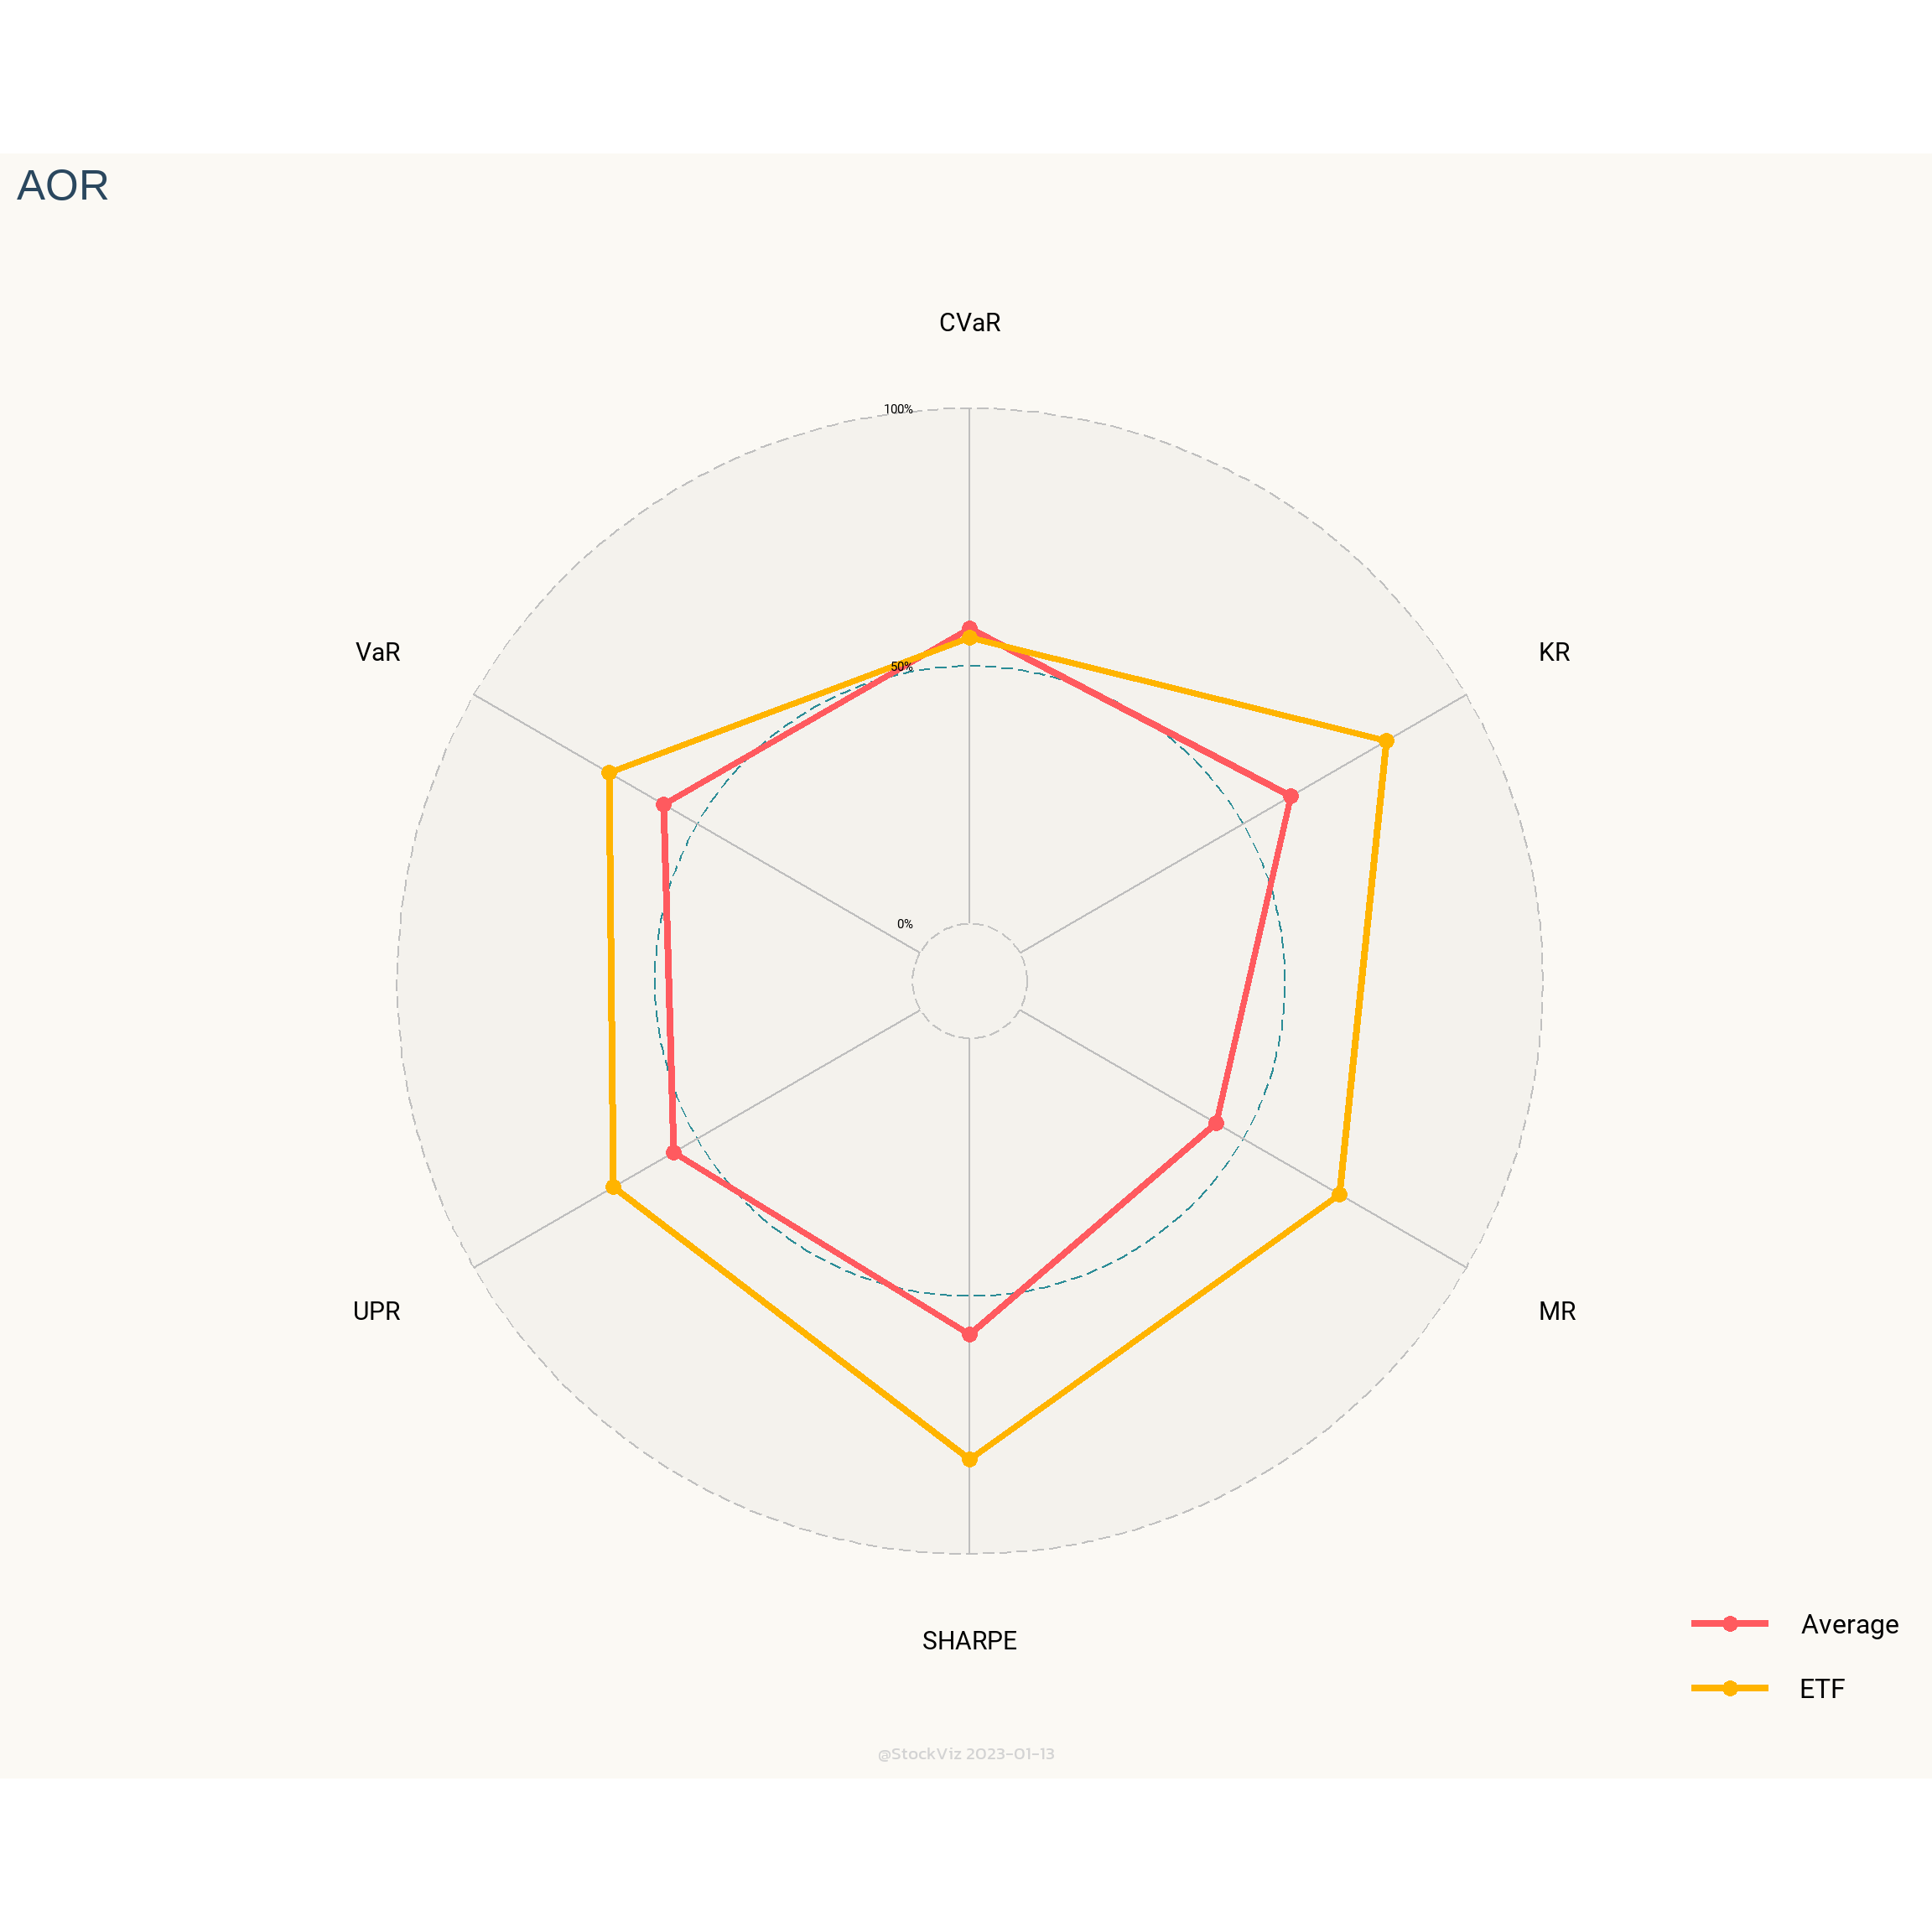 AOR
CVaR
100%
KR
VaR
50%
0%
MR
UPR
SHARPE
Average
ETF
@StockViz 2023-01-13